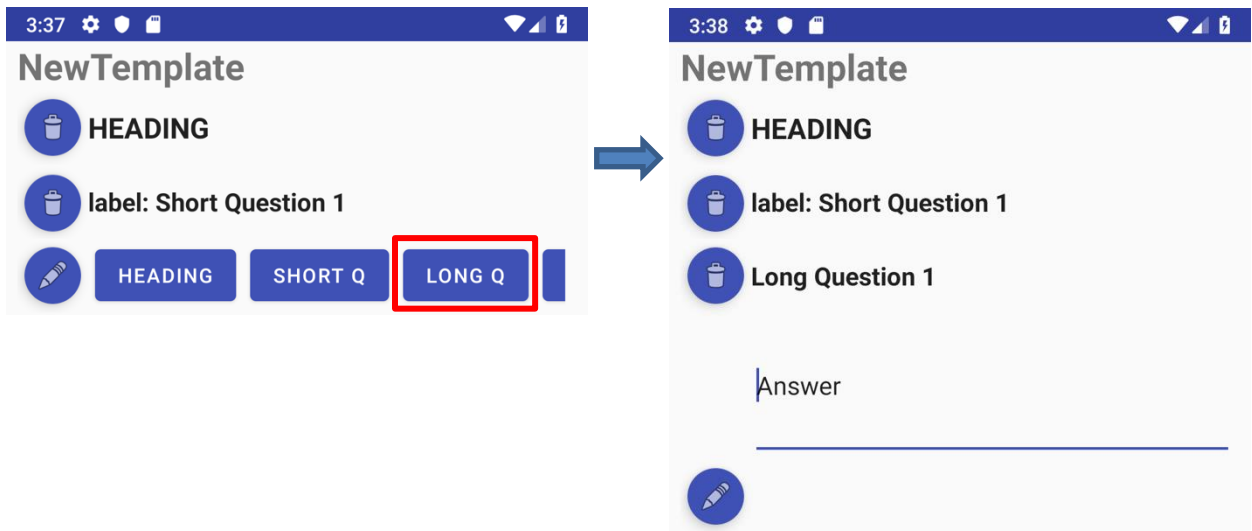 3:37
NewTemplate
HEADING
label: Short Question 1
HEADING SHORT Q LONG Q
3:38
NewTemplate
HEADING
label: Short Question 1
Long Question 1
Answer